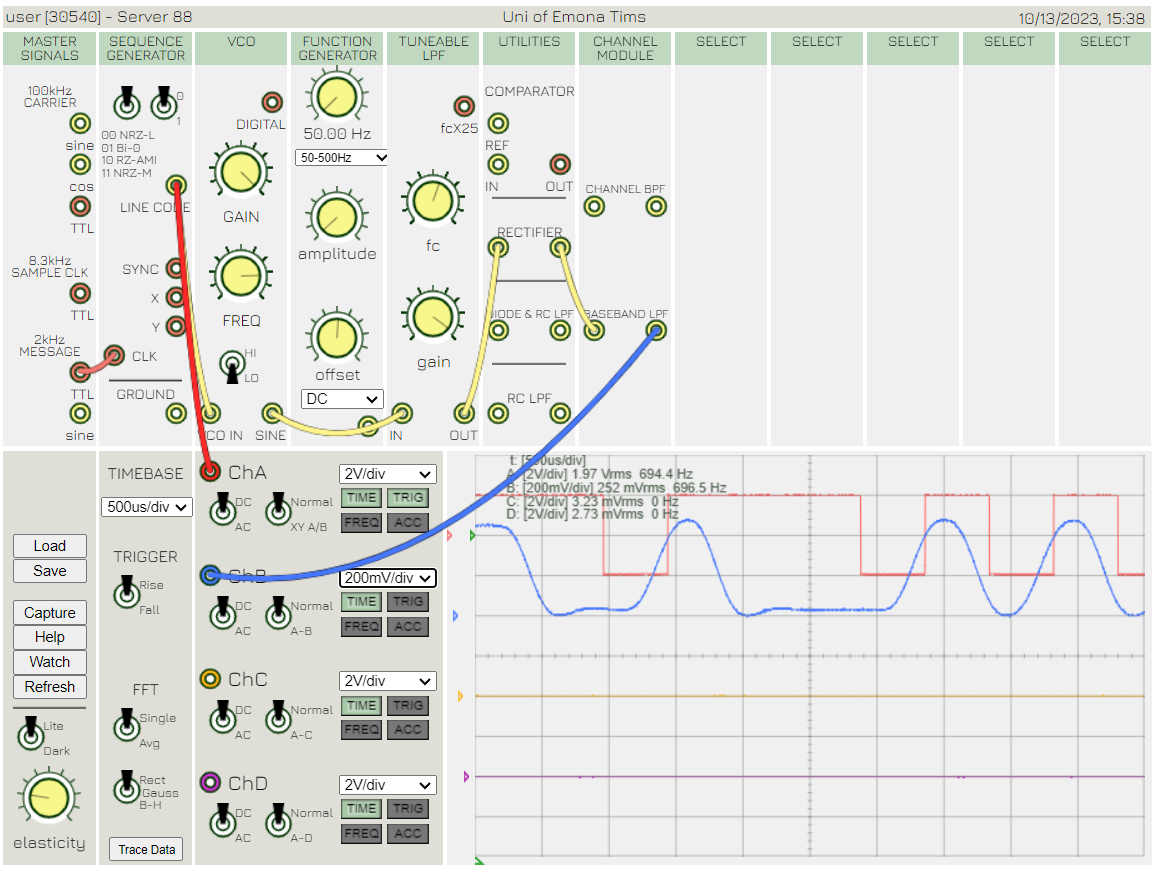 user [30540] - Server 88
Uni of Emona Tims
10/13/2023, 15:38
MASTER SIGNALS
SEQUENCE GENERATOR
VCO
FUNCTION GENERATOR
TUNEABLE LPF
UTILITIES
CHANNEL MODULE
SELECT
SELECT
SELECT
SELECT
SELECT
100kHz
CARRIER
sine
cos
TTL
8.3kHz
SAMPLE CLK
TTL
2kHz
MESSAGE
TTL
sine
0
1
00 NRZ-L
01 Bi-0
10 RZ-AMI
11 NRZ-M
LINE CODE
SYNC
X
Y
CLK
GROUND
DIGITAL
GAIN
FREQ
HI
LO
VCO IN
SINE
50.00 Hz
50-500Hz
amplitude
offset
DC
fcX25
fc
gain
IN
OUT
COMPARATOR
REF
IN
OUT
RECTIFIER
DIODE & RC LPF
RC LPF
CHANNEL BPF
BASEBAND LPF
Load
Save
Capture
Help
Watch
Refresh
Lite
Dark
elasticity
TIMEBASE
500us/div
TRIGGER
Rise
Fall
FFT
Single
Avg
Rect
Gauss
B-H
Trace Data
ChA
2V/div
DC
AC
Normal
XY A/B
TIME
TRIG
FREQ
ACC
ChB
200mV/div
DC
AC
Normal
A-B
TIME
TRIG
FREQ
ACC
ChC
2V/div
DC
AC
Normal
A-C
TIME
TRIG
FREQ
ACC
ChD
2V/div
DC
AC
Normal
A-D
TIME
TRIG
FREQ
ACC
t: [500us/div]
A: [2V/div] 1.97 Vrms 694.4 Hz
B: [200mV/div] 252 mVrms 696.5 Hz
C: [2V/div] 3.23 mVrms 0 Hz
D: [2V/div] 2.73 mVrms 0 Hz